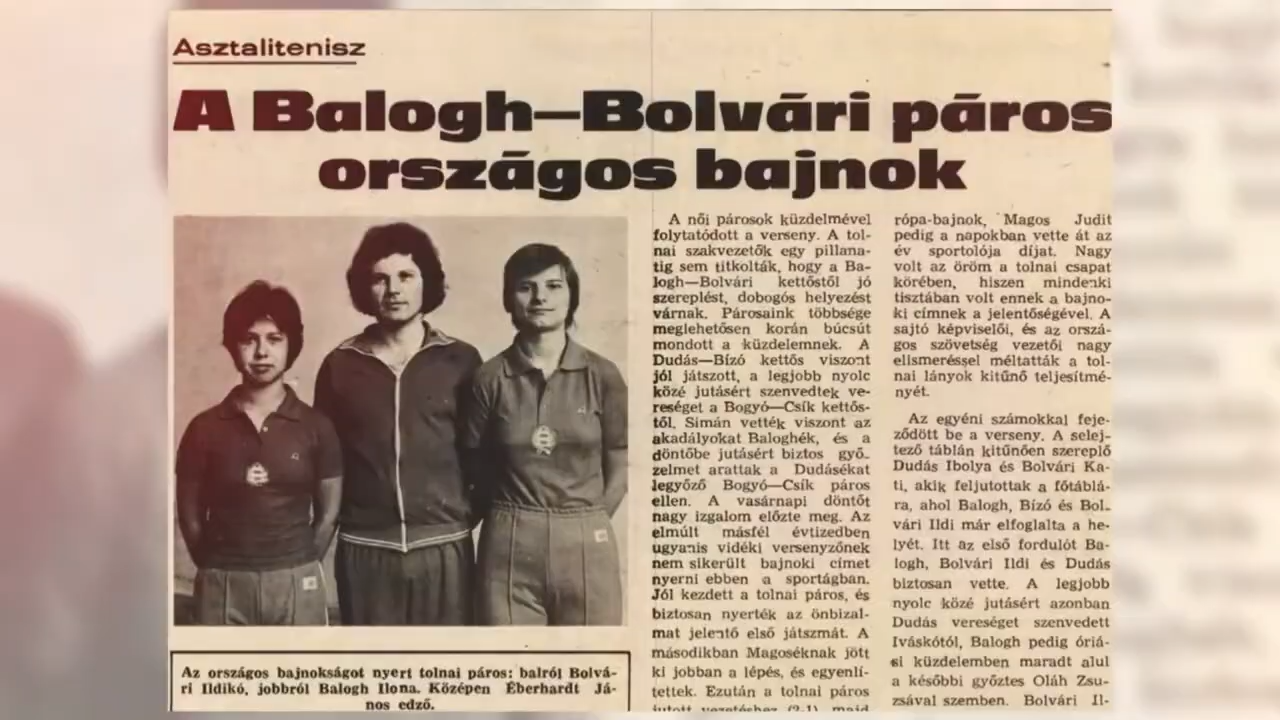 Asztalitenisz
A Balogh—Bolvári páros
országos bajnok
Az országos bajnokságot nyert tolnai páros: balról Bolvá-
ri Ildikó, jobbról Balogh Ilona. Középen Éberhardt Já-
nos edző.
A női párosok küzdelmével
folytatódott a verseny. A tol-
nai szakvezetők egy pillana-
tig sem titkolták, hogy a Ba-
logh—Bolvári kettőstől jó
szereplést, dobogós helyezést
várnak. Párosaink többsége
meglehetősen korán búcsút
mondott a küzdelemnek. A
Dudás—Bízó kettős viszont
jól játszott, a legjobb nyolc
közé jutásért szenvedtek ve-
reséget a Bogyó—Csík kettős-
től. Simán vették viszont az
akadályokat Baloghék, és a
döntőbe jutásért biztos győ-
zelmet arattak a Dudásékat
legyőző Bogyó—Csík páros
ellen. A vasárnapi döntőt
nagy izgalom előzte meg. Az
elmúlt másfél évtizedben
ugyanis vidéki versenyzőnek
nem sikerült bajnoki címet
nyerni ebben a sportágban.
Jól kezdett a tolnai páros, és
biztosan nyerték az önbizal-
mat jelentő első játszmát. A
másodikban Magoséknak jött
ki jobban a lépés, és egyenlí-
tettek. Ezután a tolnai páros
jutott vezetéshez (2-1), majd
rópa-bajnok, Magos Judit
pedig a napokban vette át az
év sportolója díjat. Nagy
volt az öröm a tolnai csapat
körében, hiszen mindenki
tisztában volt ennek a bajno-
ki címnek a jelentőségével. A
sajtó képviselői, és az orszá-
gos szövetség vezetői nagy
elismeréssel méltatták a tol-
nai lányok kitűnő teljesítmé-
nyét.
Az egyéni számokkal feje-
ződött be a verseny. A selej-
tező táblán kitűnően szereplő
Dudás Ibolya és Bolvári Ka-
ti, akik feljutottak a főtáblá-
ra, ahol Balogh, Bízó és Bol-
vári Ildi már elfoglalta a he-
lyét. Itt az első fordulót Ba-
logh, Bolvári Ildi és Dudás
biztosan vette. A legjobb
nyolc közé jutásért azonban
Dudás vereséget szenvedett
Iváskótól, Balogh pedig óriá-
si küzdelemben maradt alul
a későbbi győztes Oláh Zsu-
zsával szemben. Bolvári Il-